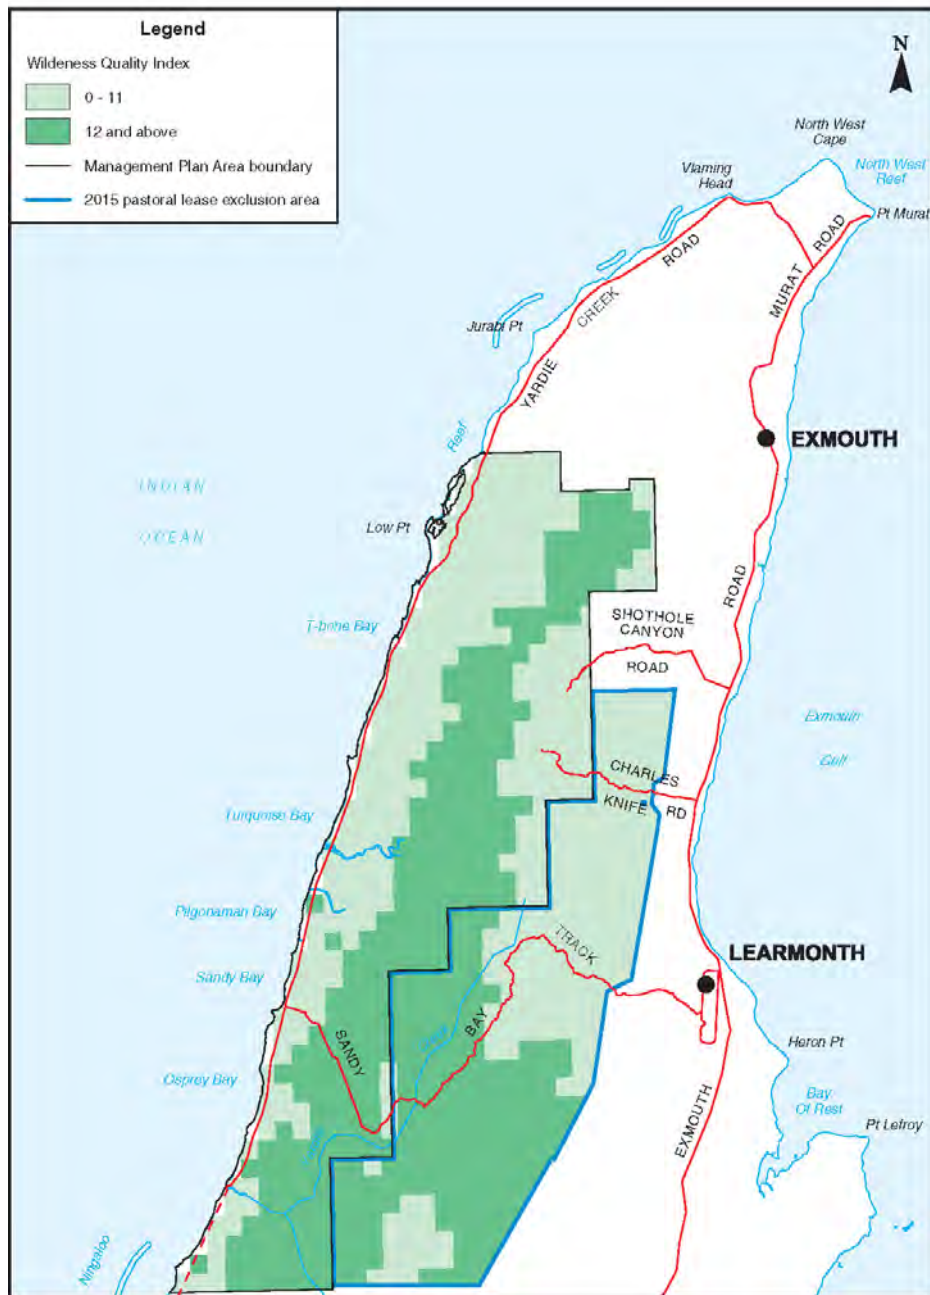 Legend
Wildeness Quality Index
0 - 11
12 and above
Management Plan Area boundary
2015 pastoral lease exclusion area
N
North West
Cape
North West
Reef
Vlaming
Head
Pt Murat
ROAD
MURAT
ROAD
CREEK
YARDIE
Jurabi Pt
EXMOUTH
Reef
INDIAN
OCEAN
Low Pt
T-bone Bay
SHOTHOLE
CANYON
ROAD
ROAD
Exmouth
Gulf
CHARLES
KNIFE RD
Turquoise Bay
Pilgonaman Bay
Sandy Bay
TRACK
BAY
SANDY
LEARMONTH
Osprey Bay
Heron Pt
Bay
Of Rest
Pt Lefroy
EXMOUTH
Ningaloo